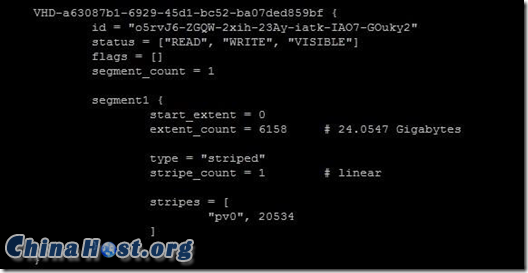 VHD-a63087b1-6929-45d1-bc52-ba07ded859bf {
id = "o5rvJ6-ZGQW-2xih-23Ay-iatk-IAO7-GOuky2"
status = ["READ", "WRITE", "VISIBLE"]
flags = []
segment_count = 1
segment1 {
start_extent = 0
extent_count = 6158 # 24.0547 Gigabytes
type = "striped"
stripe_count = 1 # linear
stripes = [
"pv0", 20534
]
ChinaHost.org
}